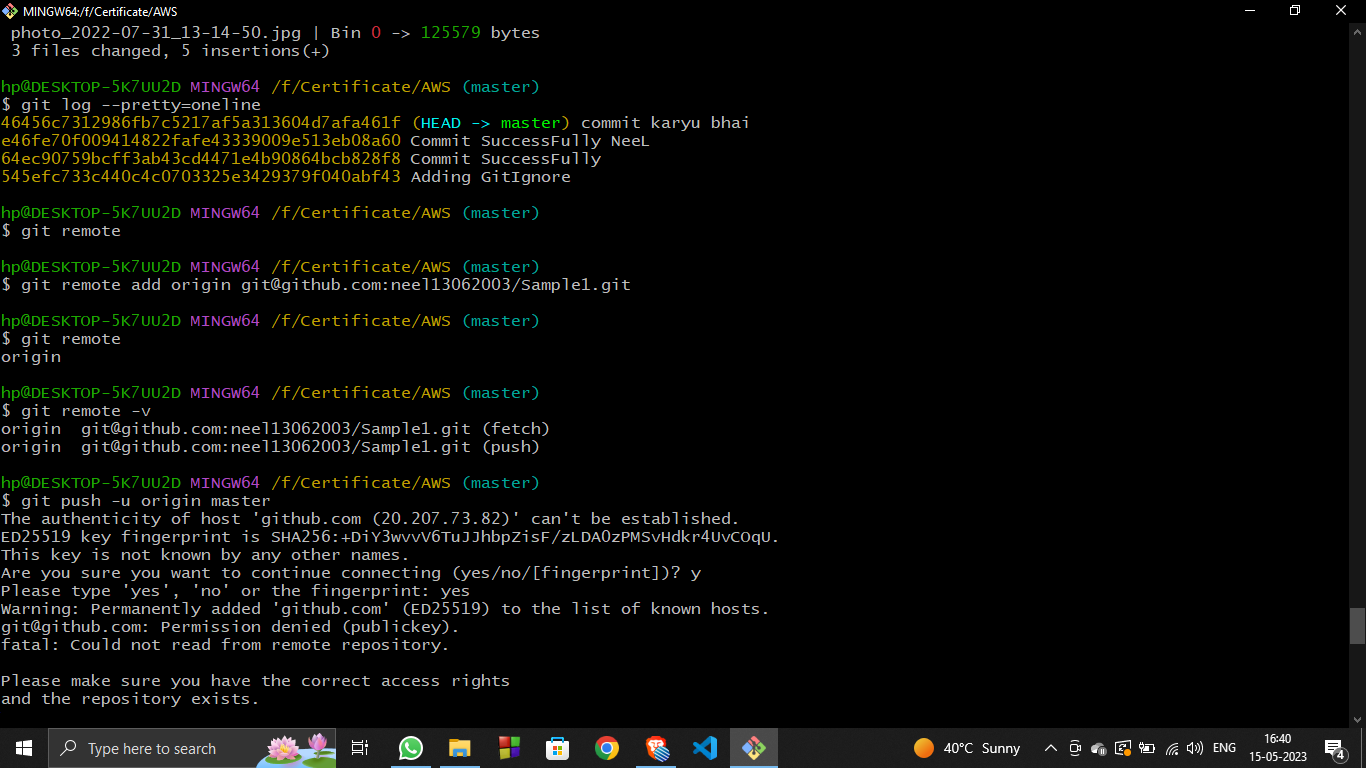 MINGW64:/f/Certificate/AWS
photo_2022-07-31_13-14-50.jpg | Bin 0 -> 125579 bytes
3 files changed, 5 insertions(+)
hp@DESKTOP-5K7UU2D MINGW64 /f/Certificate/AWS (master)
$ git log --pretty=oneline
46456c7312986fb7c5217af5a313604d7afa461f (HEAD -> master) commit karyu bhai
e46fe70f009414822fafe43339009e513eb08a60 Commit SuccessFully NeeL
64ec90759bcff3ab43cd4471e4b90864bcb828f8 Commit SuccessFully
545efc733c440c4c0703325e3429379f040abf43 Adding GitIgnore
hp@DESKTOP-5K7UU2D MINGW64 /f/Certificate/AWS (master)
$ git remote
hp@DESKTOP-5K7UU2D MINGW64 /f/Certificate/AWS (master)
$ git remote add origin git@github.com:neel13062003/Sample1.git
hp@DESKTOP-5K7UU2D MINGW64 /f/Certificate/AWS (master)
$ git remote
origin
hp@DESKTOP-5K7UU2D MINGW64 /f/Certificate/AWS (master)
$ git remote -v
origin  git@github.com:neel13062003/Sample1.git (fetch)
origin  git@github.com:neel13062003/Sample1.git (push)
hp@DESKTOP-5K7UU2D MINGW64 /f/Certificate/AWS (master)
$ git push -u origin master
The authenticity of host 'github.com (20.207.73.82)' can't be established.
ED25519 key fingerprint is SHA256:+DiY3wvvV6TuJJhbpZisF/zLDA0zPMSvHdkr4UvCOqU.
This key is not known by any other names.
Are you sure you want to continue connecting (yes/no/[fingerprint])? y
Please type 'yes', 'no' or the fingerprint: yes
Warning: Permanently added 'github.com' (ED25519) to the list of known hosts.
git@github.com: Permission denied (publickey).
fatal: Could not read from remote repository.
Please make sure you have the correct access rights
and the repository exists.
Type here to search
40°C Sunny
ENG
16:40
15-05-2023
4